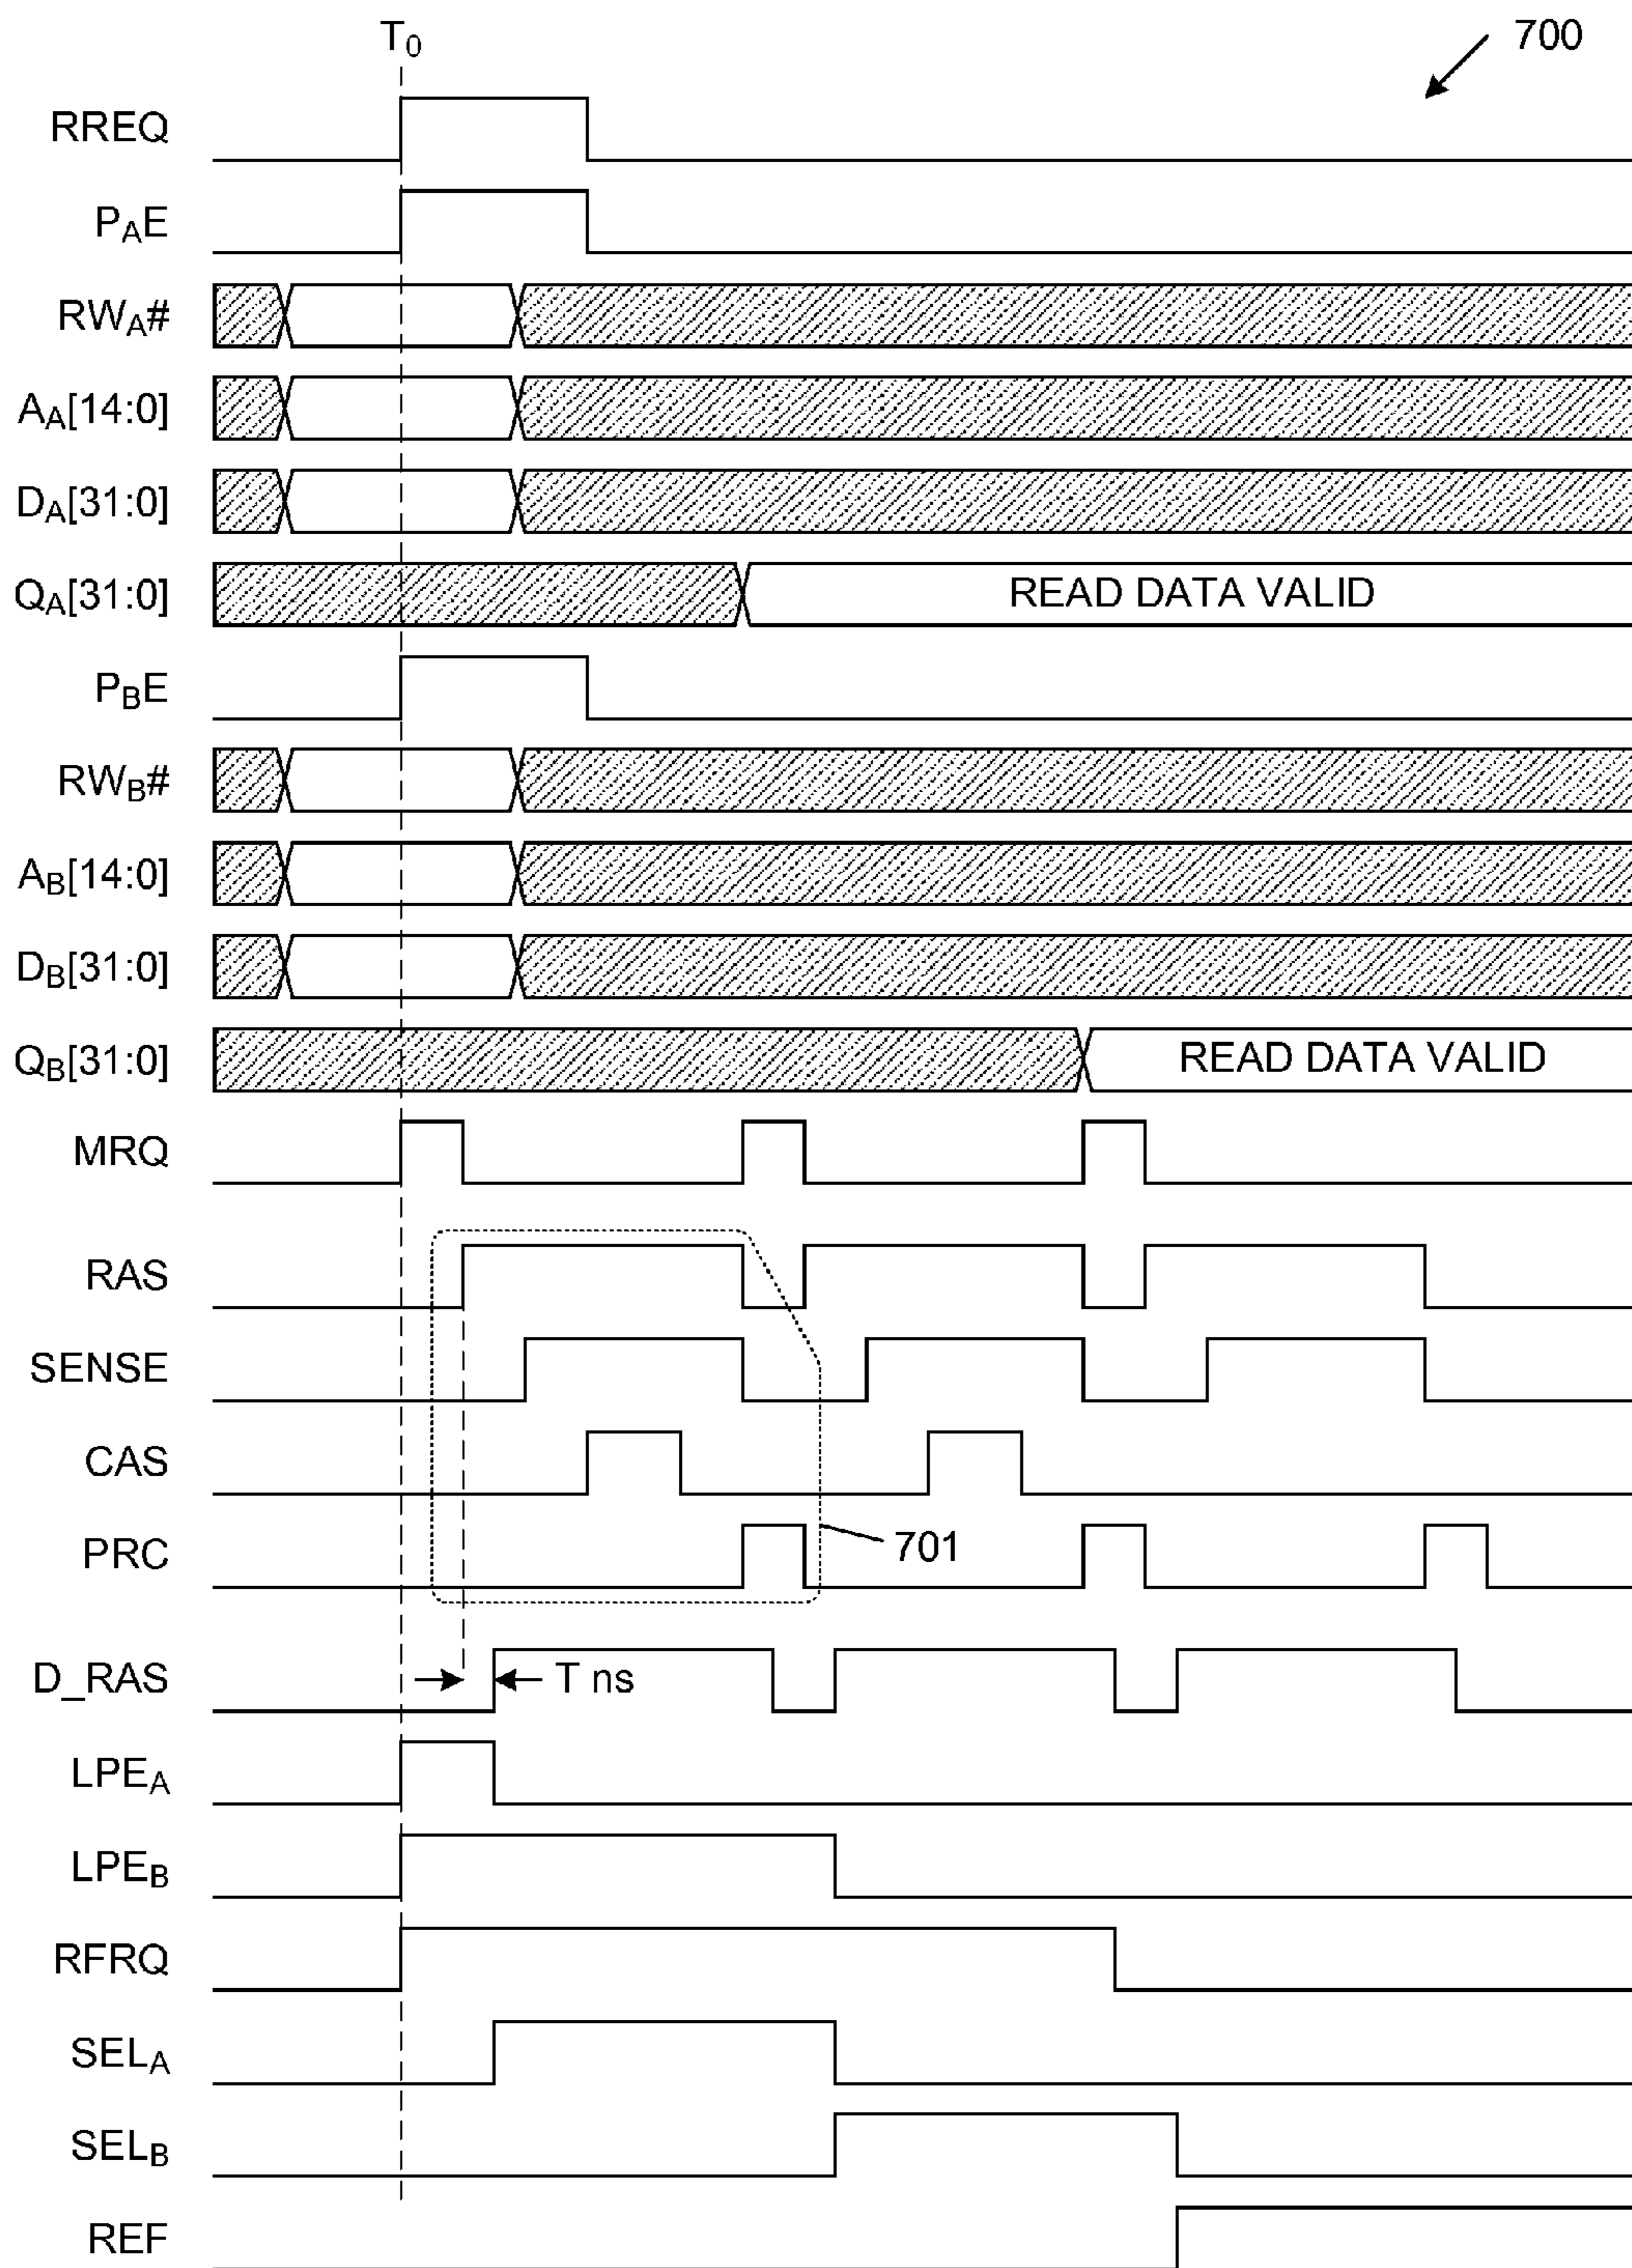 T₀
700
RREQ
PAE
RWA#
AA[14:0]
DA[31:0]
QA[31:0] READ DATA VALID
PBE
RWB#
AB[14:0]
DB[31:0]
QB[31:0] READ DATA VALID
MRQ
RAS
SENSE
CAS
PRC 701
D_RAS T ns
LPEA
LPEB
RFRQ
SELA
SELB
REF